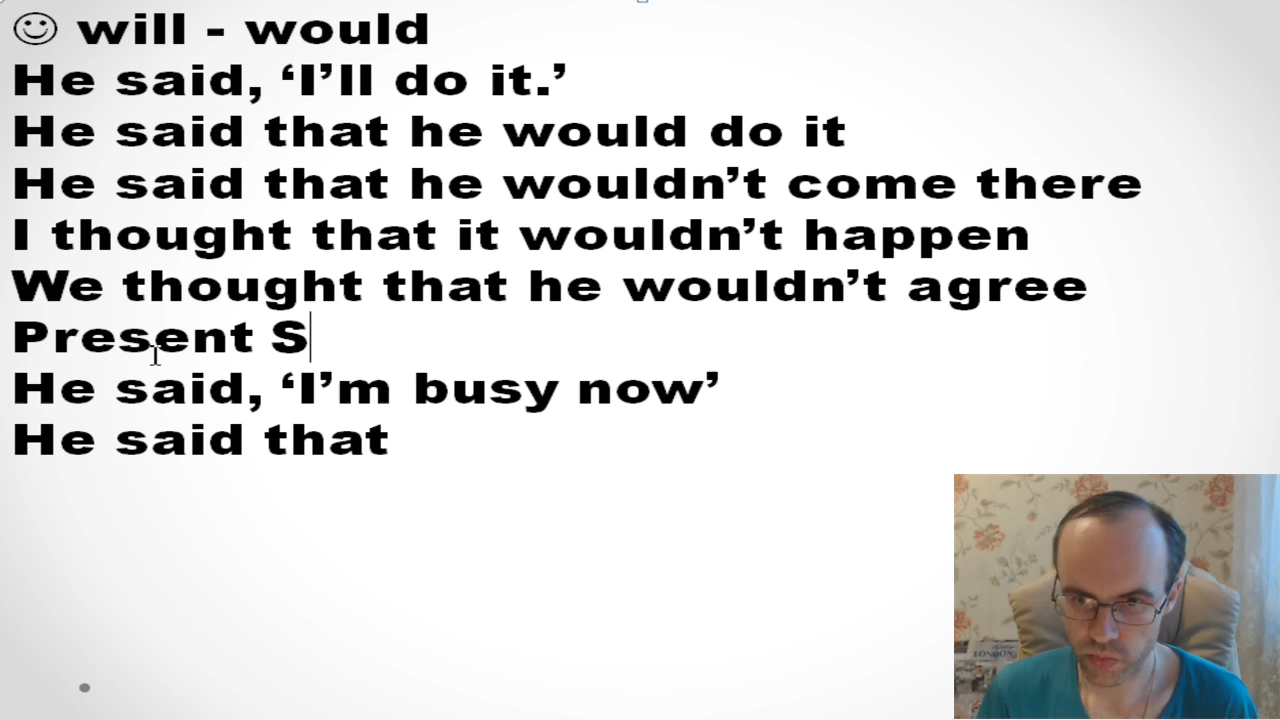 ☺ will - would
He said, ‘I’ll do it.’
He said that he would do it
He said that he wouldn’t come there
I thought that it wouldn’t happen
We thought that he wouldn’t agree
Present S
He said, ‘I’m busy now’
He said that
LONDON